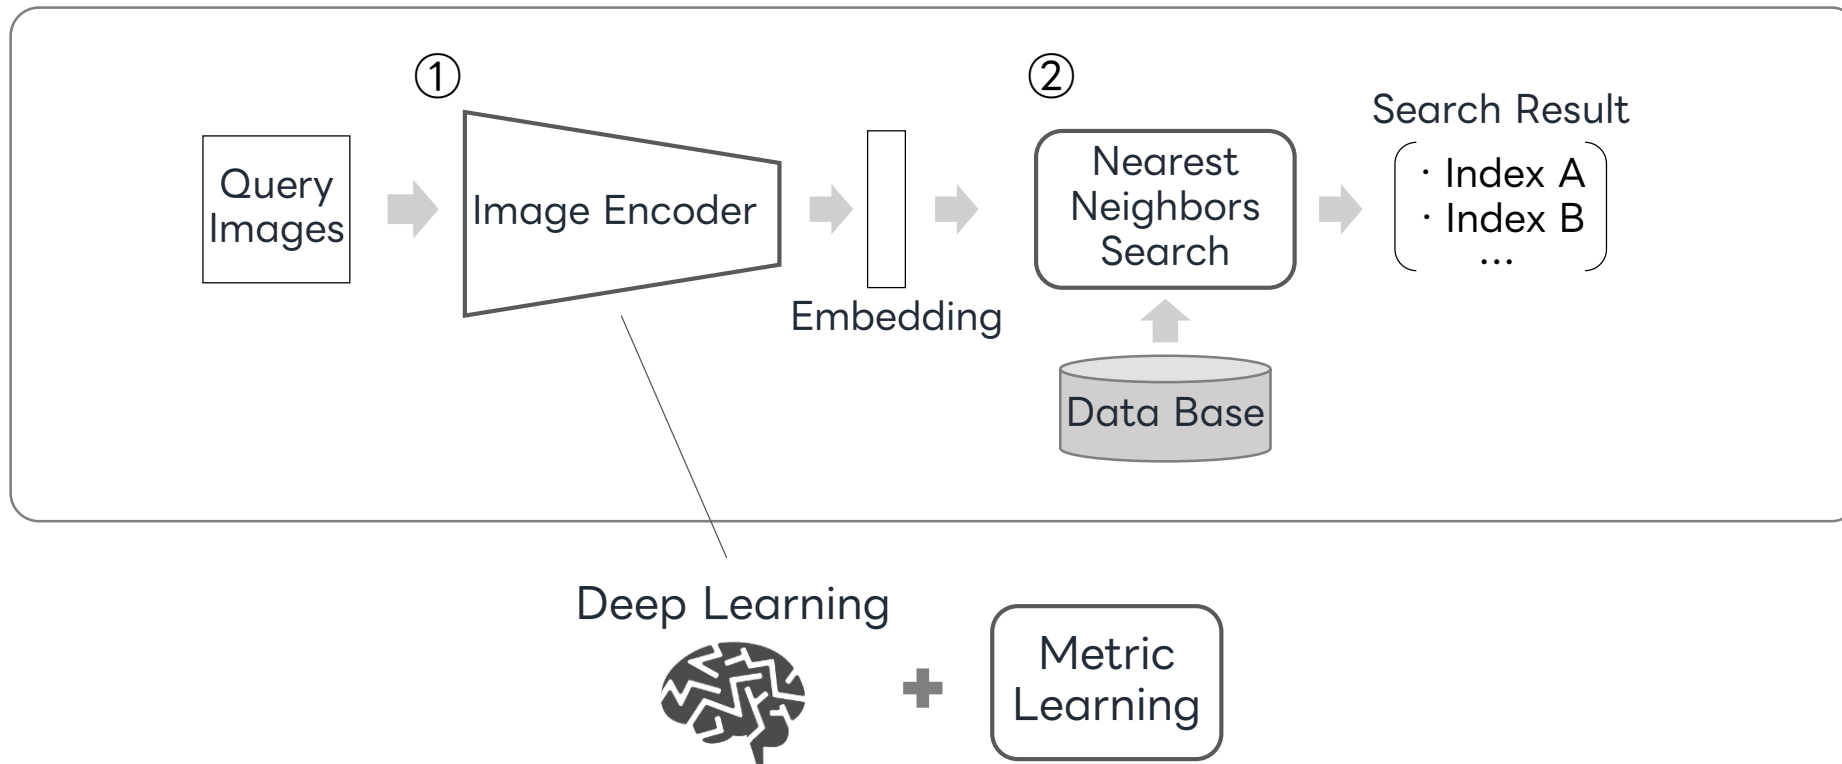 ①
②
Search Result
Query
Images
Image Encoder
Embedding
Nearest
Neighbors
Search
· Index A
· Index B
...
Data Base
Deep Learning
Metric
Learning